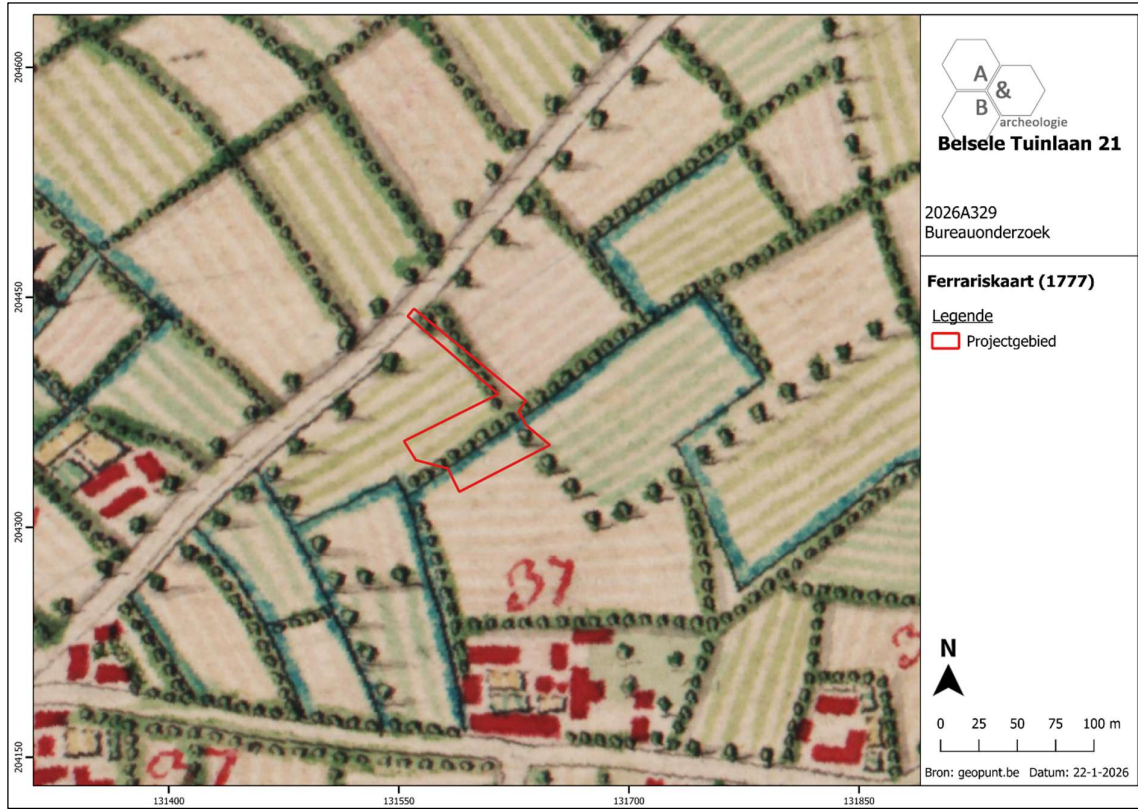 A
&
B
archeologie
Belsele Tuinlaan 21
2026A329
Bureauonderzoek
Ferrariskaart (1777)
Legende
Projectgebied
N
0 25 50 75 100 m
Bron: geopunt.be Datum: 22-1-2026
204600
204450
204300
204150
131400 131550 131700 131850
37
37
3